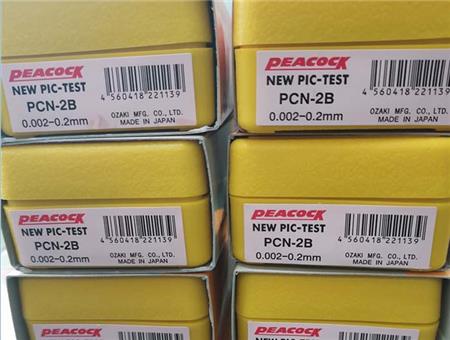 PEACOCK
NEW PIC-TEST
PCN-2B
0.002-0.2mm
4 560418 221139
OZAKI MFG. CO., LTD.
MADE IN JAPAN
PEACOCK
NEW PIC-TEST
PCN-2B
0.002-0.2mm
4 560418 221139
OZAKI MFG. CO., LTD.
MADE IN JAPAN
PEACOCK
NEW PIC-TEST
PCN-2B
0.002-0.2mm
4 560418 221139
OZAKI MFG. CO., LTD.
MADE IN JAPAN
PEACOCK
NEW PIC-TEST
PCN-2B
0.002-0.2mm
4 560418 221139
OZAKI MFG. CO., LTD.
MADE IN JAPAN
PEACOCK
PEACOCK